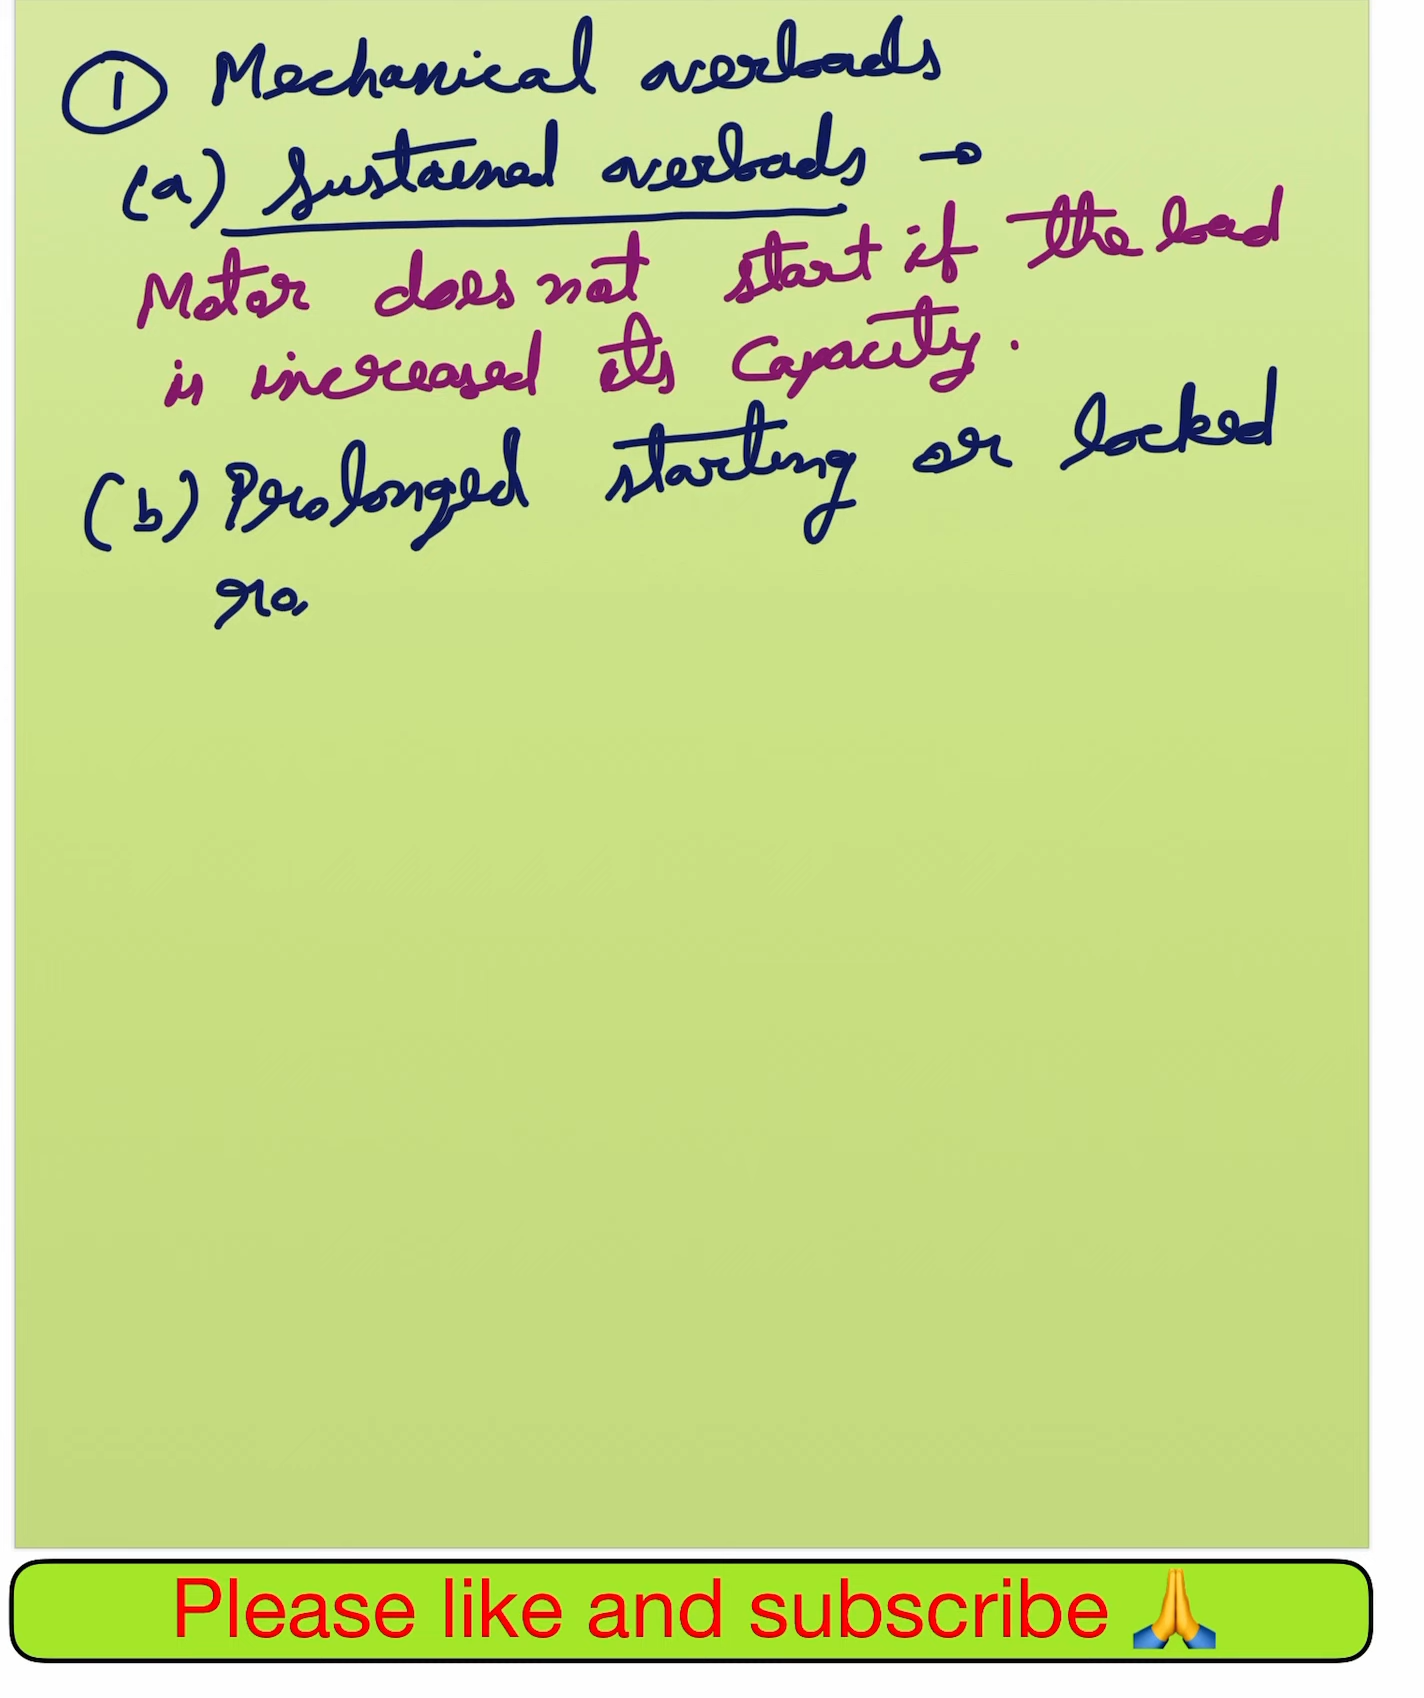 ① Mechanical overloads
(a) Sustained overloads →
Motor does not start if the load
is increased its capacity.
(b) Prolonged starting or locked
ro
Please like and subscribe 🙏